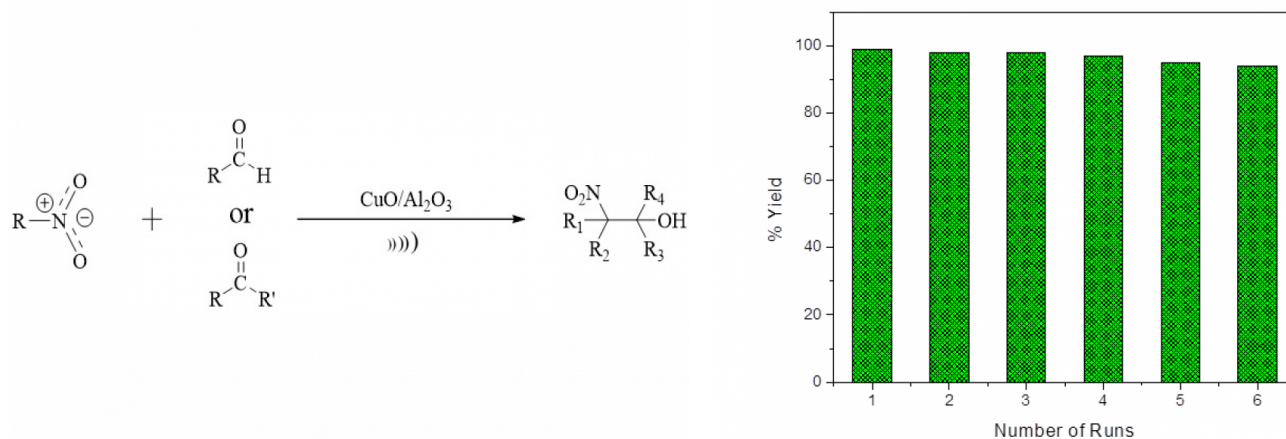 O
R
N
⊕
⊖
O
+
O
C
R
H
or
O
C
R
R'
CuO/Al₂O₃
)))))
O₂N
R₄
R₁
OH
R₂
R₃
% Yield
100
80
60
40
20
0
1 2 3 4 5 6
Number of Runs